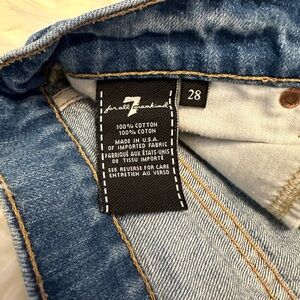 7
for all mankind
28
100% COTTON
100% COTON
MADE IN U.S.A.
OF IMPORTED FABRIC
FABRIQUÉ AUX ÉTATS-UNIS
DE TISSU IMPORTÉ
SEE REVERSE FOR CARE
ENTRETIEN AU VERSO